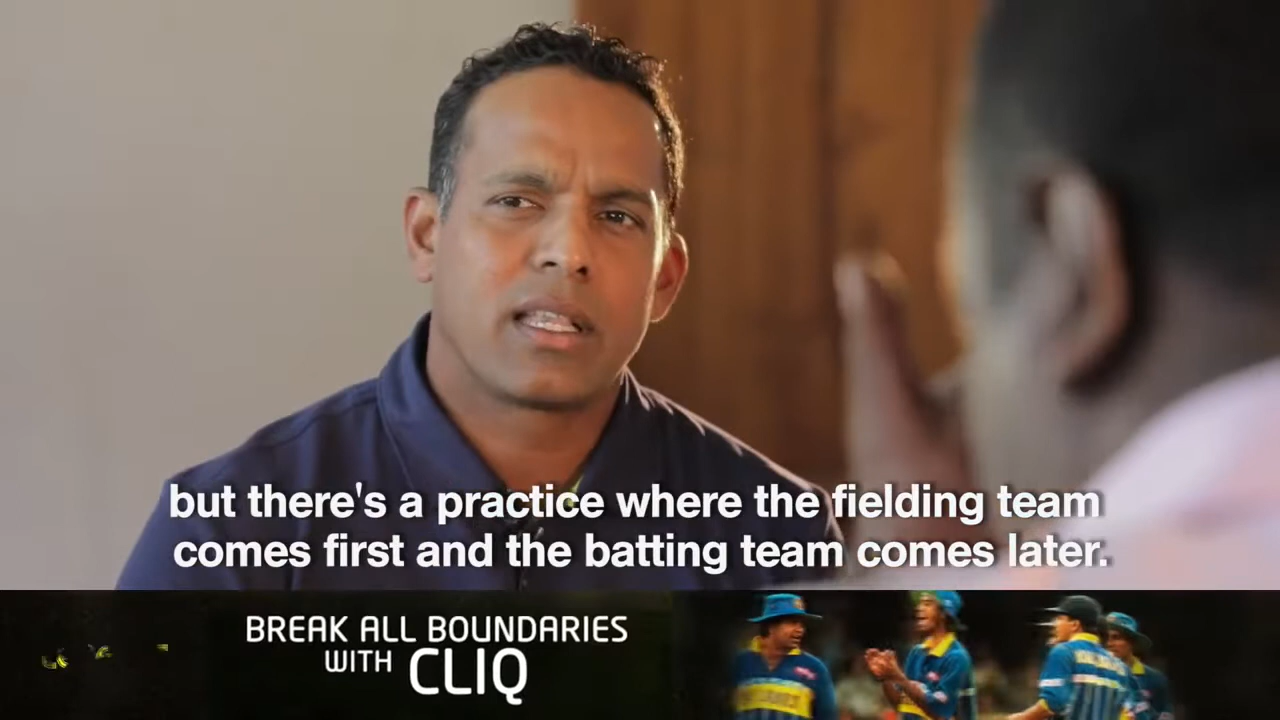 but there's a practice where the fielding team
comes first and the batting team comes later.
BREAK ALL BOUNDARIES
WITH CLIQ